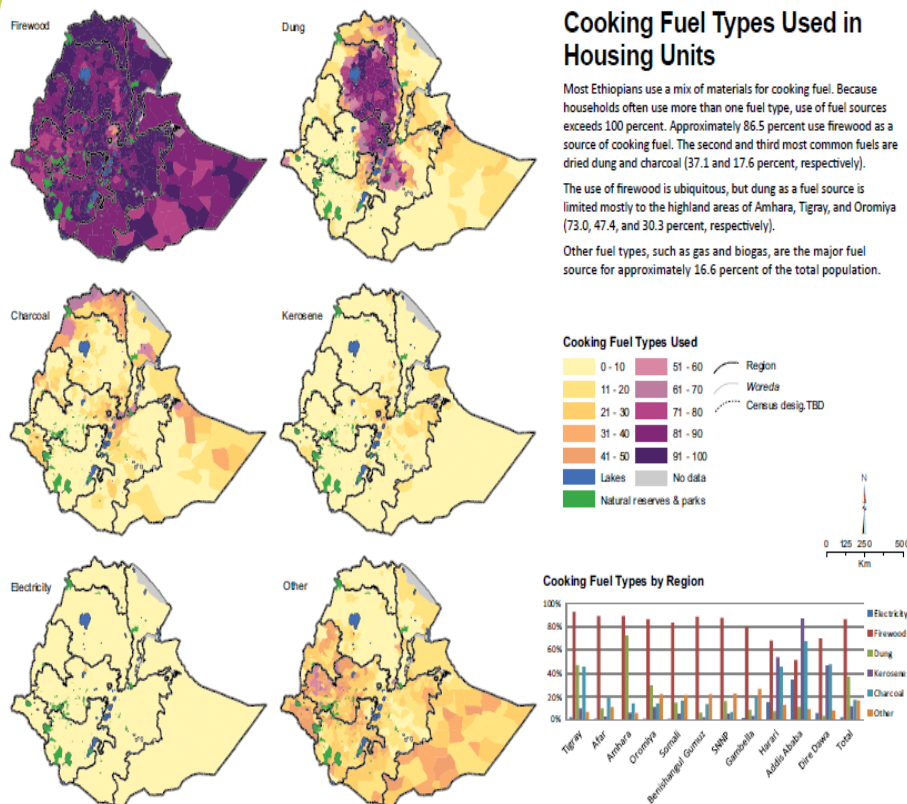 Cooking Fuel Types Used in
Housing Units
Most Ethiopians use a mix of materials for cooking fuel. Because
households often use more than one fuel type, use of fuel sources
exceeds 100 percent. Approximately 86.5 percent use firewood as a
source of cooking fuel. The second and third most common fuels are
dried dung and charcoal (37.1 and 17.6 percent, respectively).
The use of firewood is ubiquitous, but dung as a fuel source is
limited mostly to the highland areas of Amhara, Tigray, and Oromiya
(73.0, 47.4, and 30.3 percent, respectively).
Other fuel types, such as gas and biogas, are the major fuel
source for approximately 16.6 percent of the total population.
Firewood
Dung
Charcoal
Kerosene
Electricity
Other
Cooking Fuel Types Used
0 - 10
11 - 20
21 - 30
31 - 40
41 - 50
Lakes
Natural reserves & parks
51 - 60
61 - 70
71 - 80
81 - 90
91 - 100
No data
Region
Woreda
Census desig.TBD
N
0 125 250 500
Km
Cooking Fuel Types by Region
100%
80%
60%
40%
20%
0%
Tigray
Afar
Amhara
Oromiya
Somali
Benishangul Gumuz
SNNP
Gambella
Harari
Addis Ababa
Dire Dawa
Total
Electricity
Firewood
Dung
Kerosene
Charcoal
Other